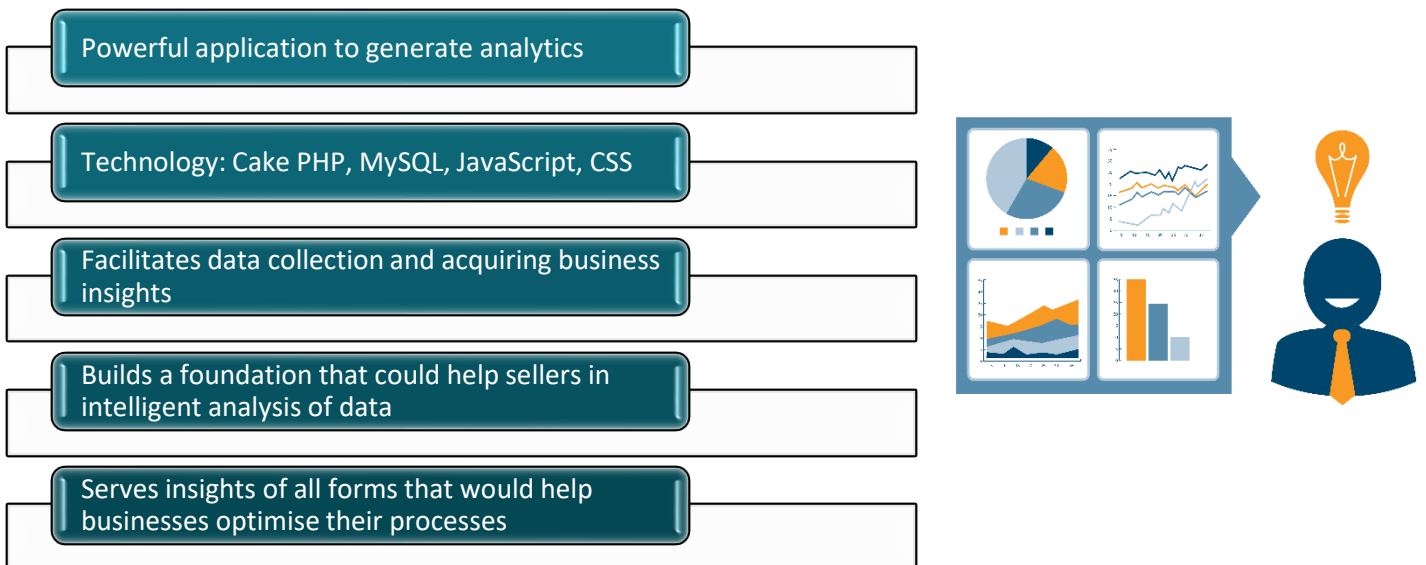 Powerful application to generate analytics
Technology: Cake PHP, MySQL, JavaScript, CSS
Facilitates data collection and acquiring business
insights
Builds a foundation that could help sellers in
intelligent analysis of data
Serves insights of all forms that would help
businesses optimise their processes